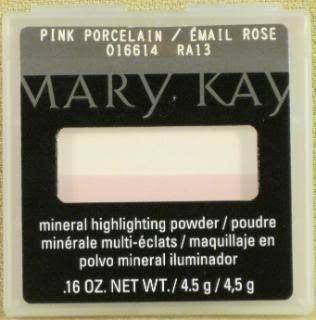 PINK PORCELAIN / ÉMAIL ROSE
016614 RA13
MARY KAY
mineral highlighting powder / poudre
minérale multi-éclats / maquillaje en
polvo mineral iluminador
.16 OZ. NET WT. / 4.5 g / 4,5 g